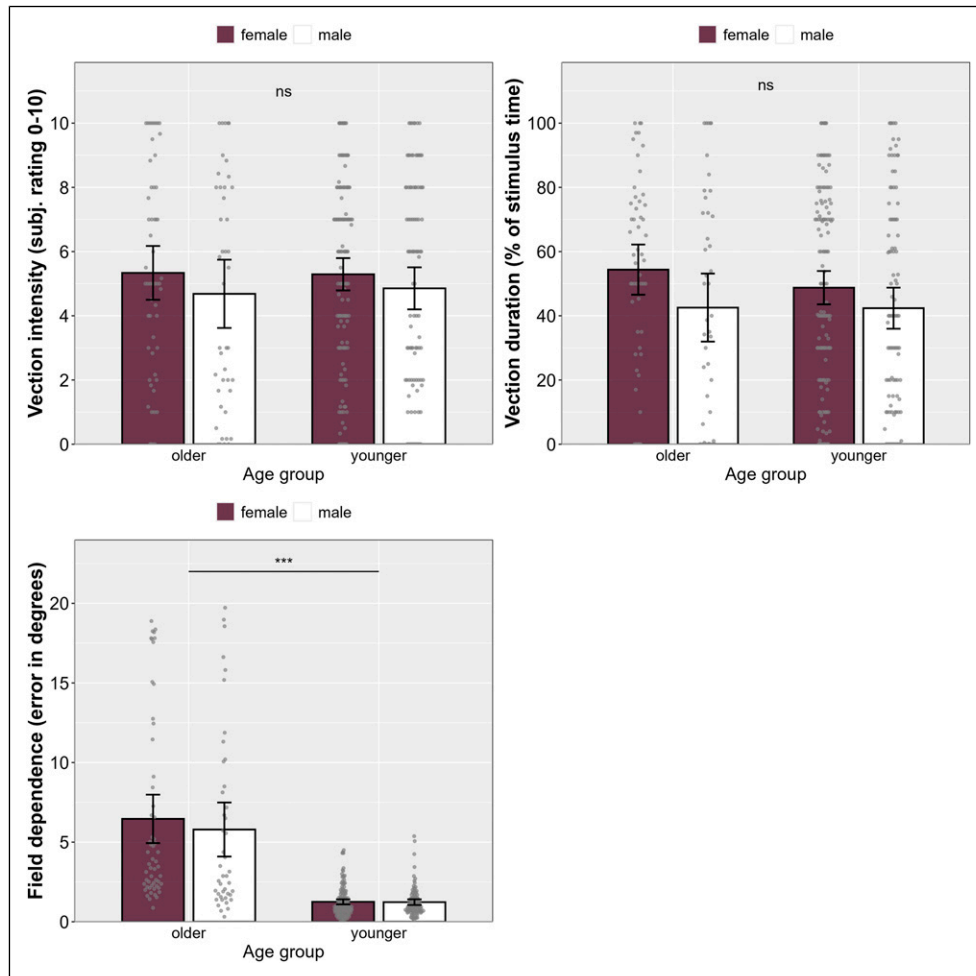 female male
Vection intensity (subj. rating 0-10)
ns
10
8
6
4
2
0
older younger
Age group
female male
Vection duration (% of stimulus time)
ns
100
80
60
40
20
0
older younger
Age group
female male
Field dependence (error in degrees)
***
20
15
10
5
0
older younger
Age group